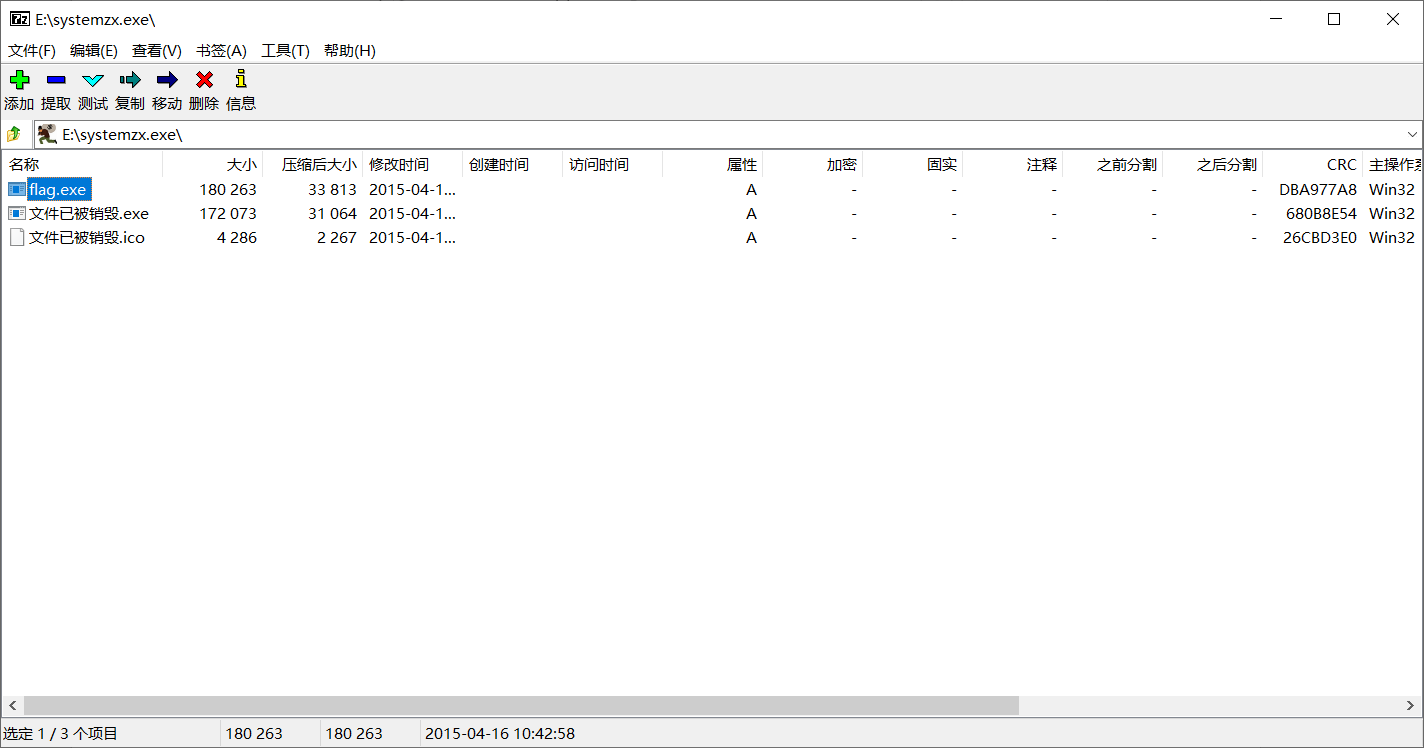 E:\systemzx.exe\
文件(F) 编辑(E) 查看(V) 书签(A) 工具(T) 帮助(H)
添加 提取 测试 复制 移动 删除 信息
E:\systemzx.exe\
名称 大小 压缩后大小 修改时间 创建时间 访问时间 属性 加密 固实 注释 之前分割 之后分割 CRC 主操作系
flag.exe 180 263 33 813 2015-04-1... A - - - - - DBA977A8 Win32
文件已被销毁.exe 172 073 31 064 2015-04-1... A - - - - - 680B8E54 Win32
文件已被销毁.ico 4 286 2 267 2015-04-1... A - - - - - 26CBD3E0 Win32
选定 1 / 3 个项目 180 263 180 263 2015-04-16 10:42:58